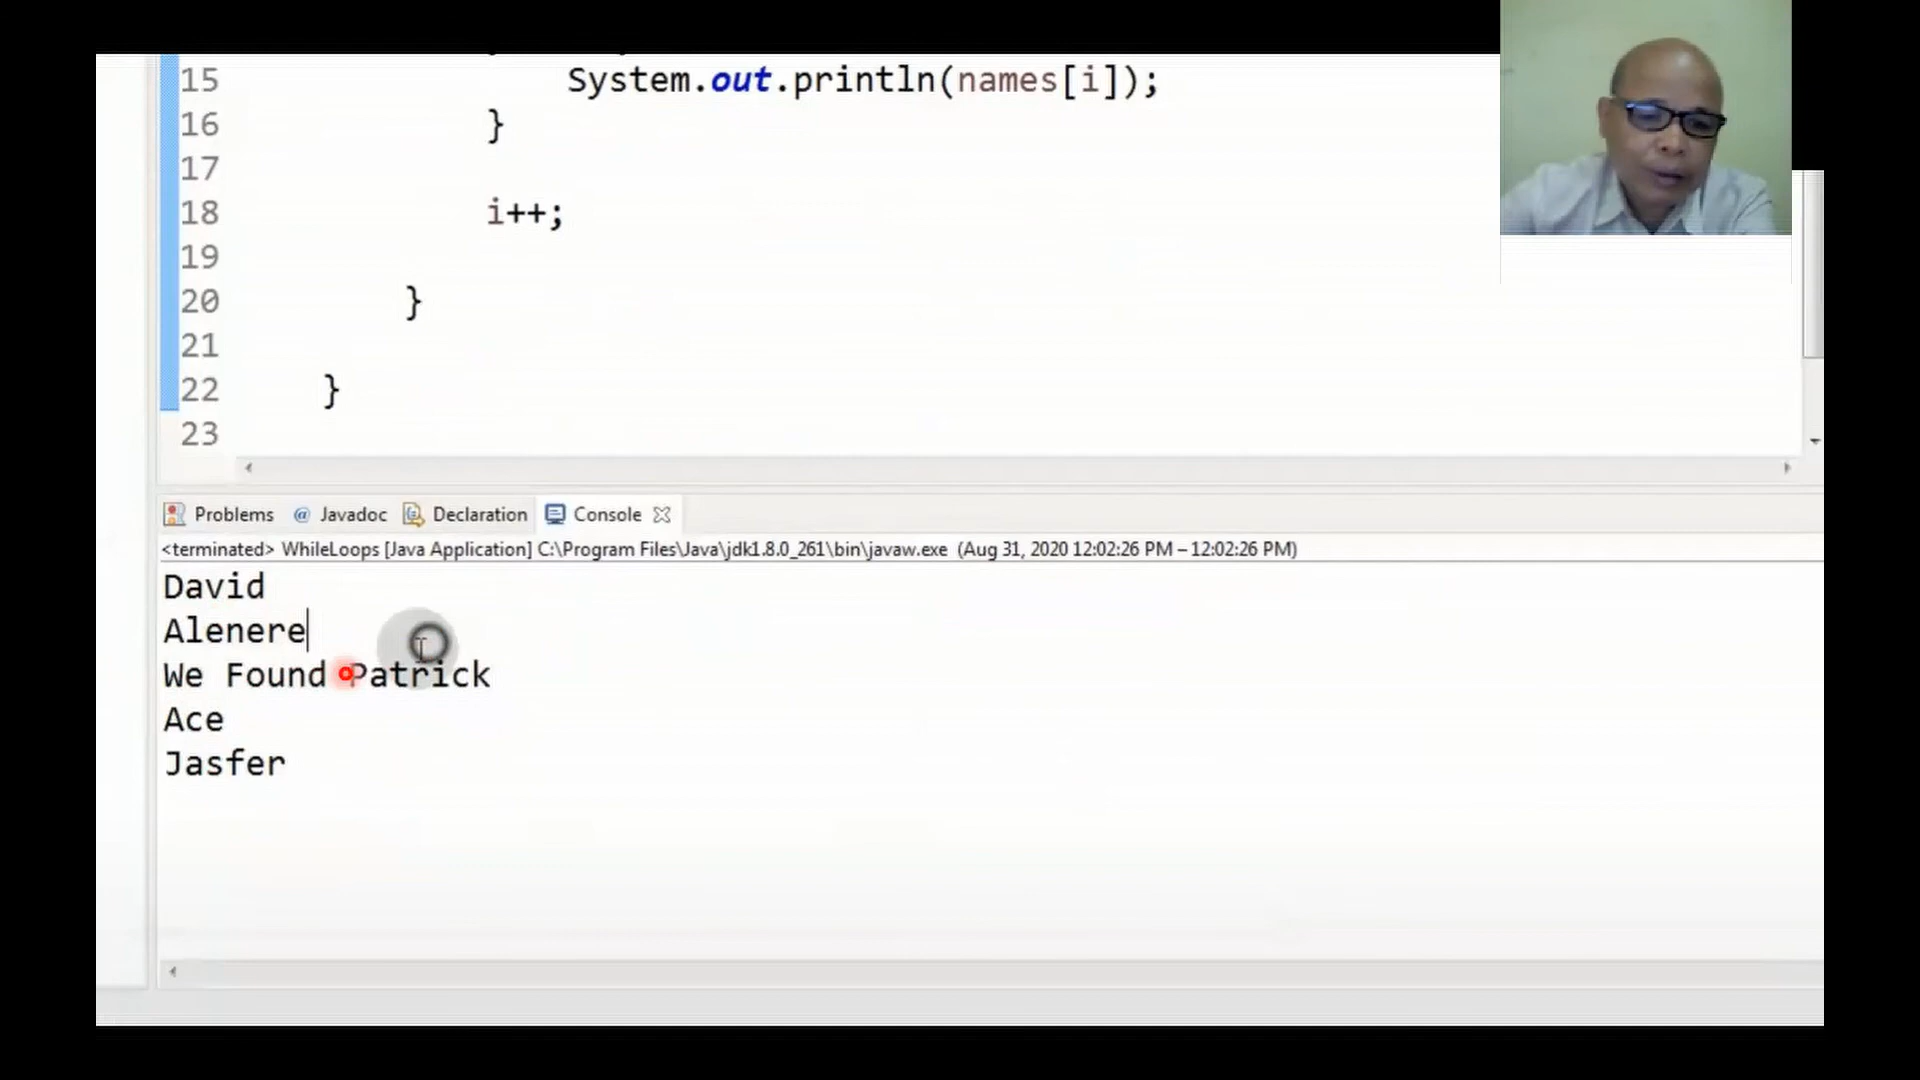 15 System.out.println(names[i]);
16 }
17
18 i++;
19
20 }
21
22 }
23
Problems @ Javadoc Declaration Console
<terminated> WhileLoops [Java Application] C:\Program Files\Java\jdk1.8.0_261\bin\javaw.exe (Aug 31, 2020 12:02:26 PM – 12:02:26 PM)
David
Alenere
We Found Patrick
Ace
Jasfer